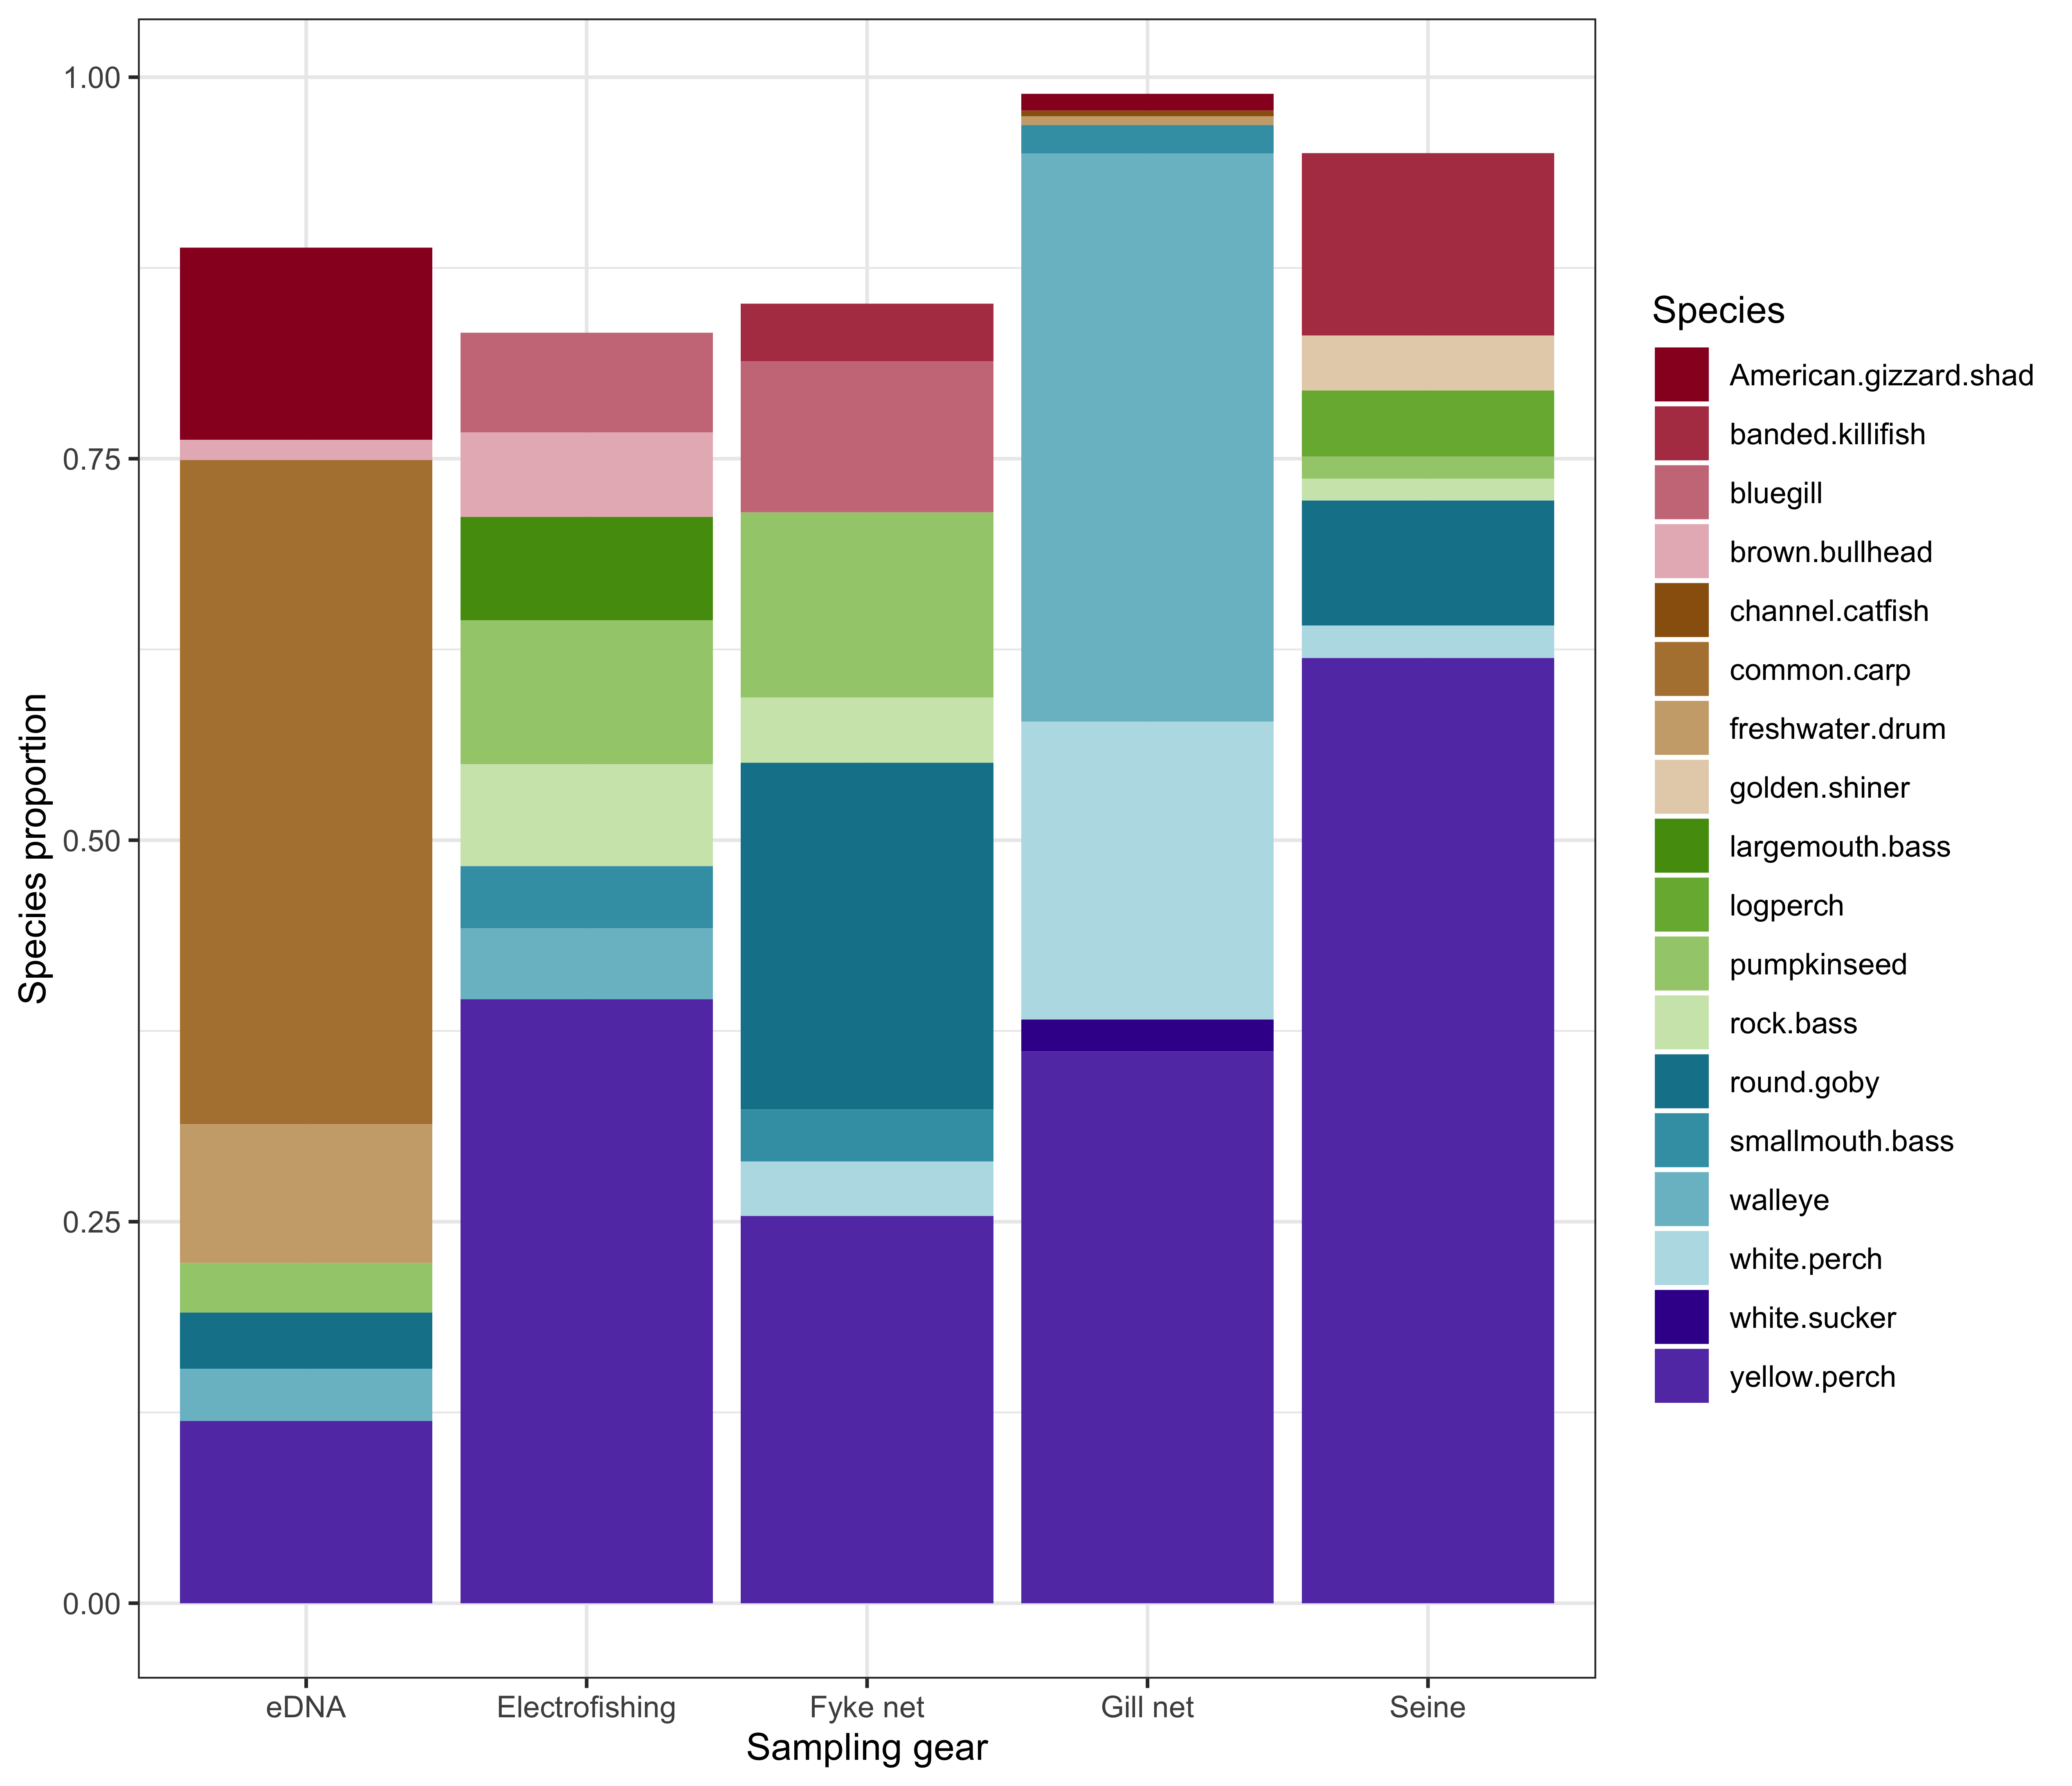 1.00
0.75
0.50
0.25
0.00
Species proportion
eDNA
Electrofishing
Fyke net
Gill net
Seine
Sampling gear
Species
American.gizzard.shad
banded.killifish
bluegill
brown.bullhead
channel.catfish
common.carp
freshwater.drum
golden.shiner
largemouth.bass
logperch
pumpkinseed
rock.bass
round.goby
smallmouth.bass
walleye
white.perch
white.sucker
yellow.perch